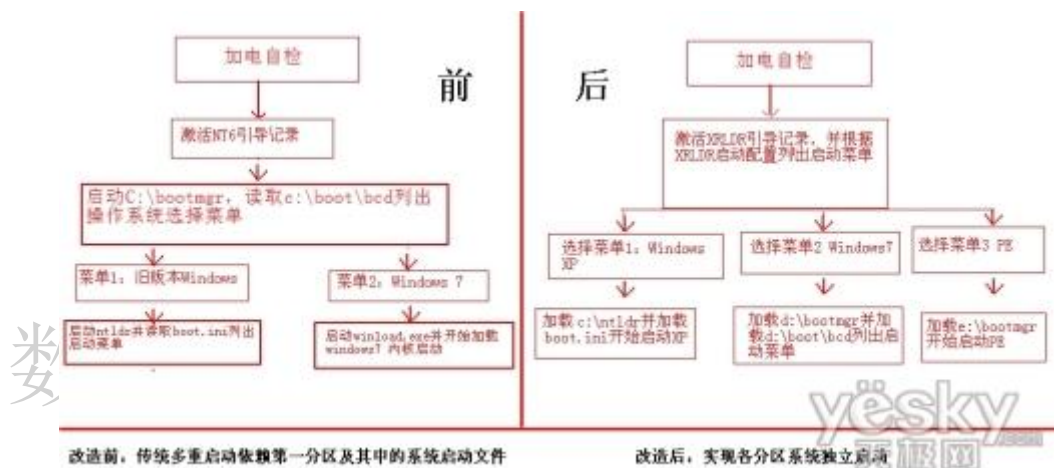 加电自检
前
激活NT6引导记录
启动C:\bootmgr，读取c:\boot\bcd列出
操作系统选择菜单
菜单1：旧版本Windows
菜单2：Windows 7
启动ntldr并读取boot.ini列出
启动菜单
启动winload.exe并开始加载
windows7 内核启动
改造前，传统多重启动依赖第一分区及其中的系统启动文件
后
加电自检
激活XRLDR引导记录，并根据
XRLDR启动配置列出启动菜单
选择菜单1：Windows
XP
选择菜单2 Windows7
选择菜单3 PE
加载c:\ntldr并加载
boot.ini开始启动XP
加载d:\bootmgr并加
载d:\boot\bcd列出启
动菜单
加载e:\bootmgr
开始启动PE
改造后，实现各分区系统独立启动
娄
yesky
天极网